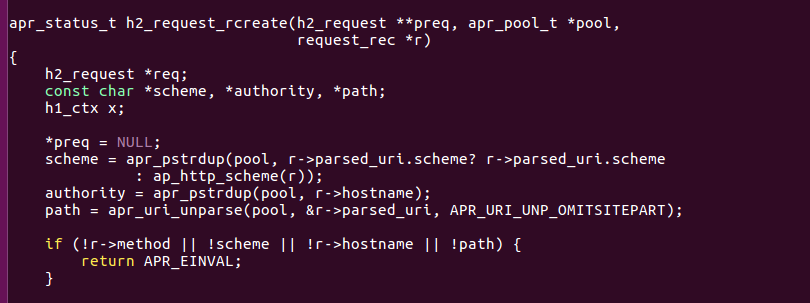 apr_status_t h2_request_rcreate(h2_request **preq, apr_pool_t *pool,
                                request_rec *r)
{
    h2_request *req;
    const char *scheme, *authority, *path;
    h1_ctx x;

    *preq = NULL;
    scheme = apr_pstrdup(pool, r->parsed_uri.scheme? r->parsed_uri.scheme
              : ap_http_scheme(r));
    authority = apr_pstrdup(pool, r->hostname);
    path = apr_uri_unparse(pool, &r->parsed_uri, APR_URI_UNP_OMITSITEPART);

    if (!r->method || !scheme || !r->hostname || !path) {
        return APR_EINVAL;
    }